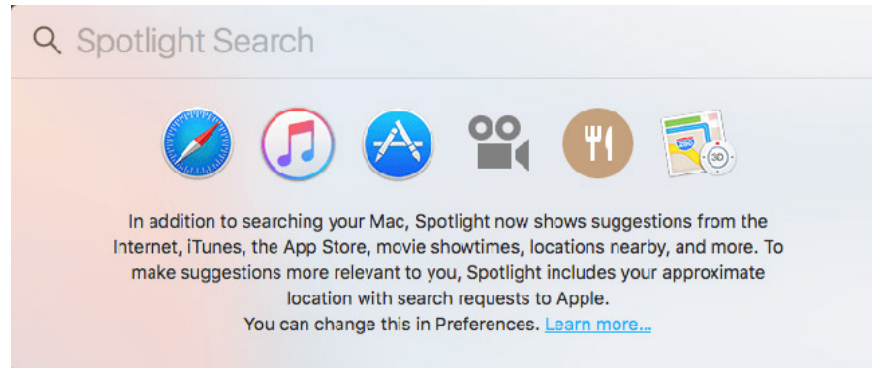 Spotlight Search
In addition to searching your Mac, Spotlight now shows suggestions from the
Internet, iTunes, the App Store, movie showtimes, locations nearby, and more. To
make suggestions more relevant to you, Spotlight includes your approximate
location with search requests to Apple.
You can change this in Preferences. Learn more...
280
3D